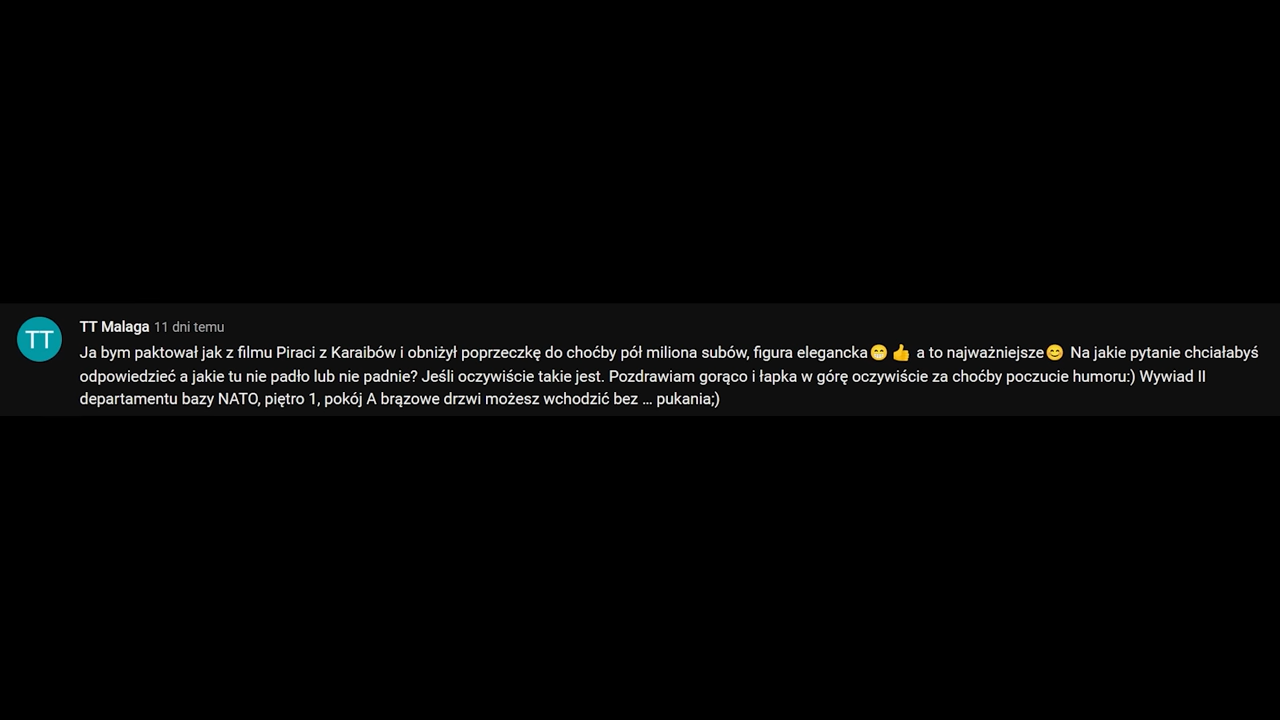 TT
TT Malaga 11 dni temu
Ja bym paktował jak z filmu Piraci z Karaibów i obniżył poprzeczkę do choćby pół miliona subów, figura elegancka😁👍 a to najważniejsze😊 Na jakie pytanie chciałabyś
odpowiedzieć a jakie tu nie padło lub nie padnie? Jeśli oczywiście takie jest. Pozdrawiam gorąco i łapka w górę oczywiście za choćby poczucie humoru:) Wywiad II
departamentu bazy NATO, piętro 1, pokój A brązowe drzwi możesz wchodzić bez ... pukania;)